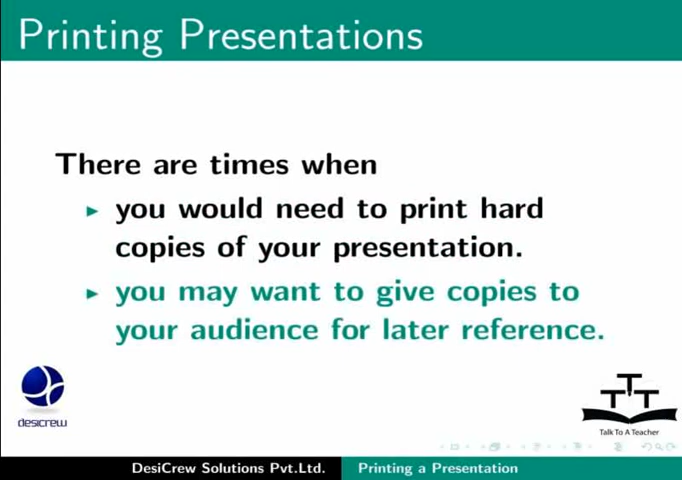 Printing Presentations
There are times when
you would need to print hard
copies of your presentation.
you may want to give copies to
your audience for later reference.
desicrew
TTT
Talk To A Teacher
DesiCrew Solutions Pvt.Ltd. Printing a Presentation